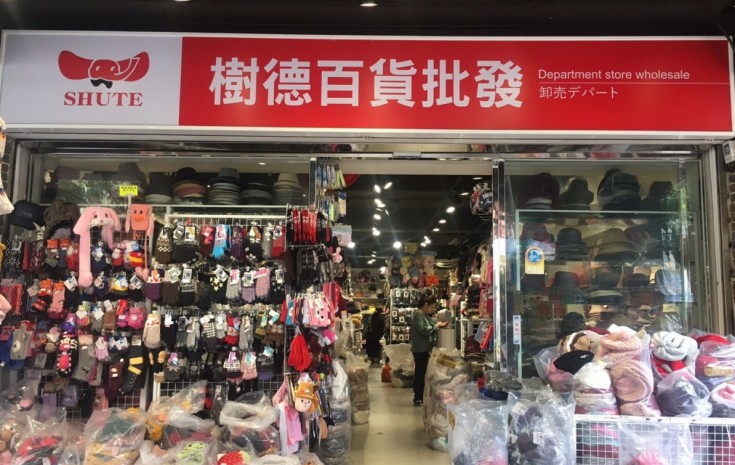 SHUTE
樹德百貨批發
Department store wholesale
卸売デパート